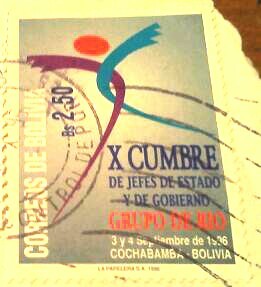 CORREOS DE BOLIVIA
Bs 2.50
X CUMBRE
DE JEFES DE ESTADO
Y DE GOBIERNO
GRUPO DE RIO
3 y 4 Septiembre de 1996
COCHABAMBA - BOLIVIA
LA PAPELERA S.A. 1996